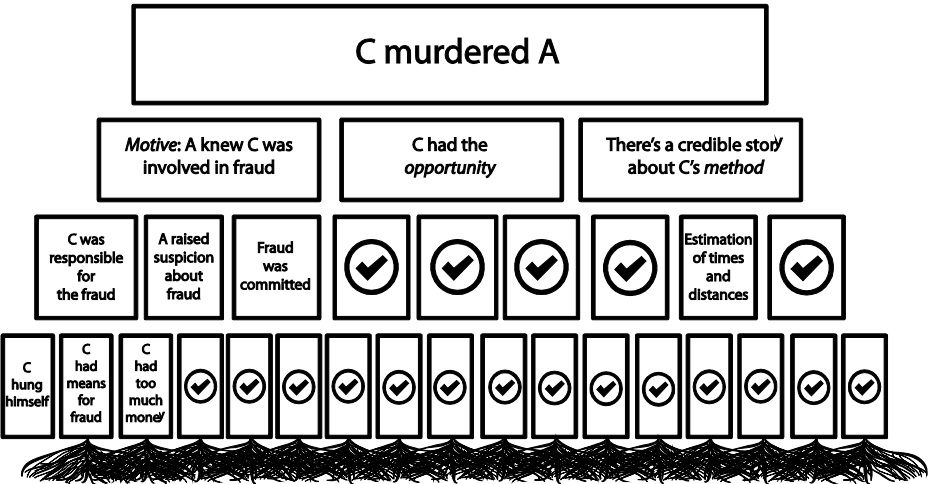 C murdered A
Motive: A knew C was
involved in fraud
C had the
opportunity
There's a credible story
about C's method
C was
responsible
for
the fraud
A raised
suspicion
about
fraud
Fraud
was
committed
Estimation
of times
and
distances
C
hung
himself
C
had
means
for
fraud
C
had
too
much
money